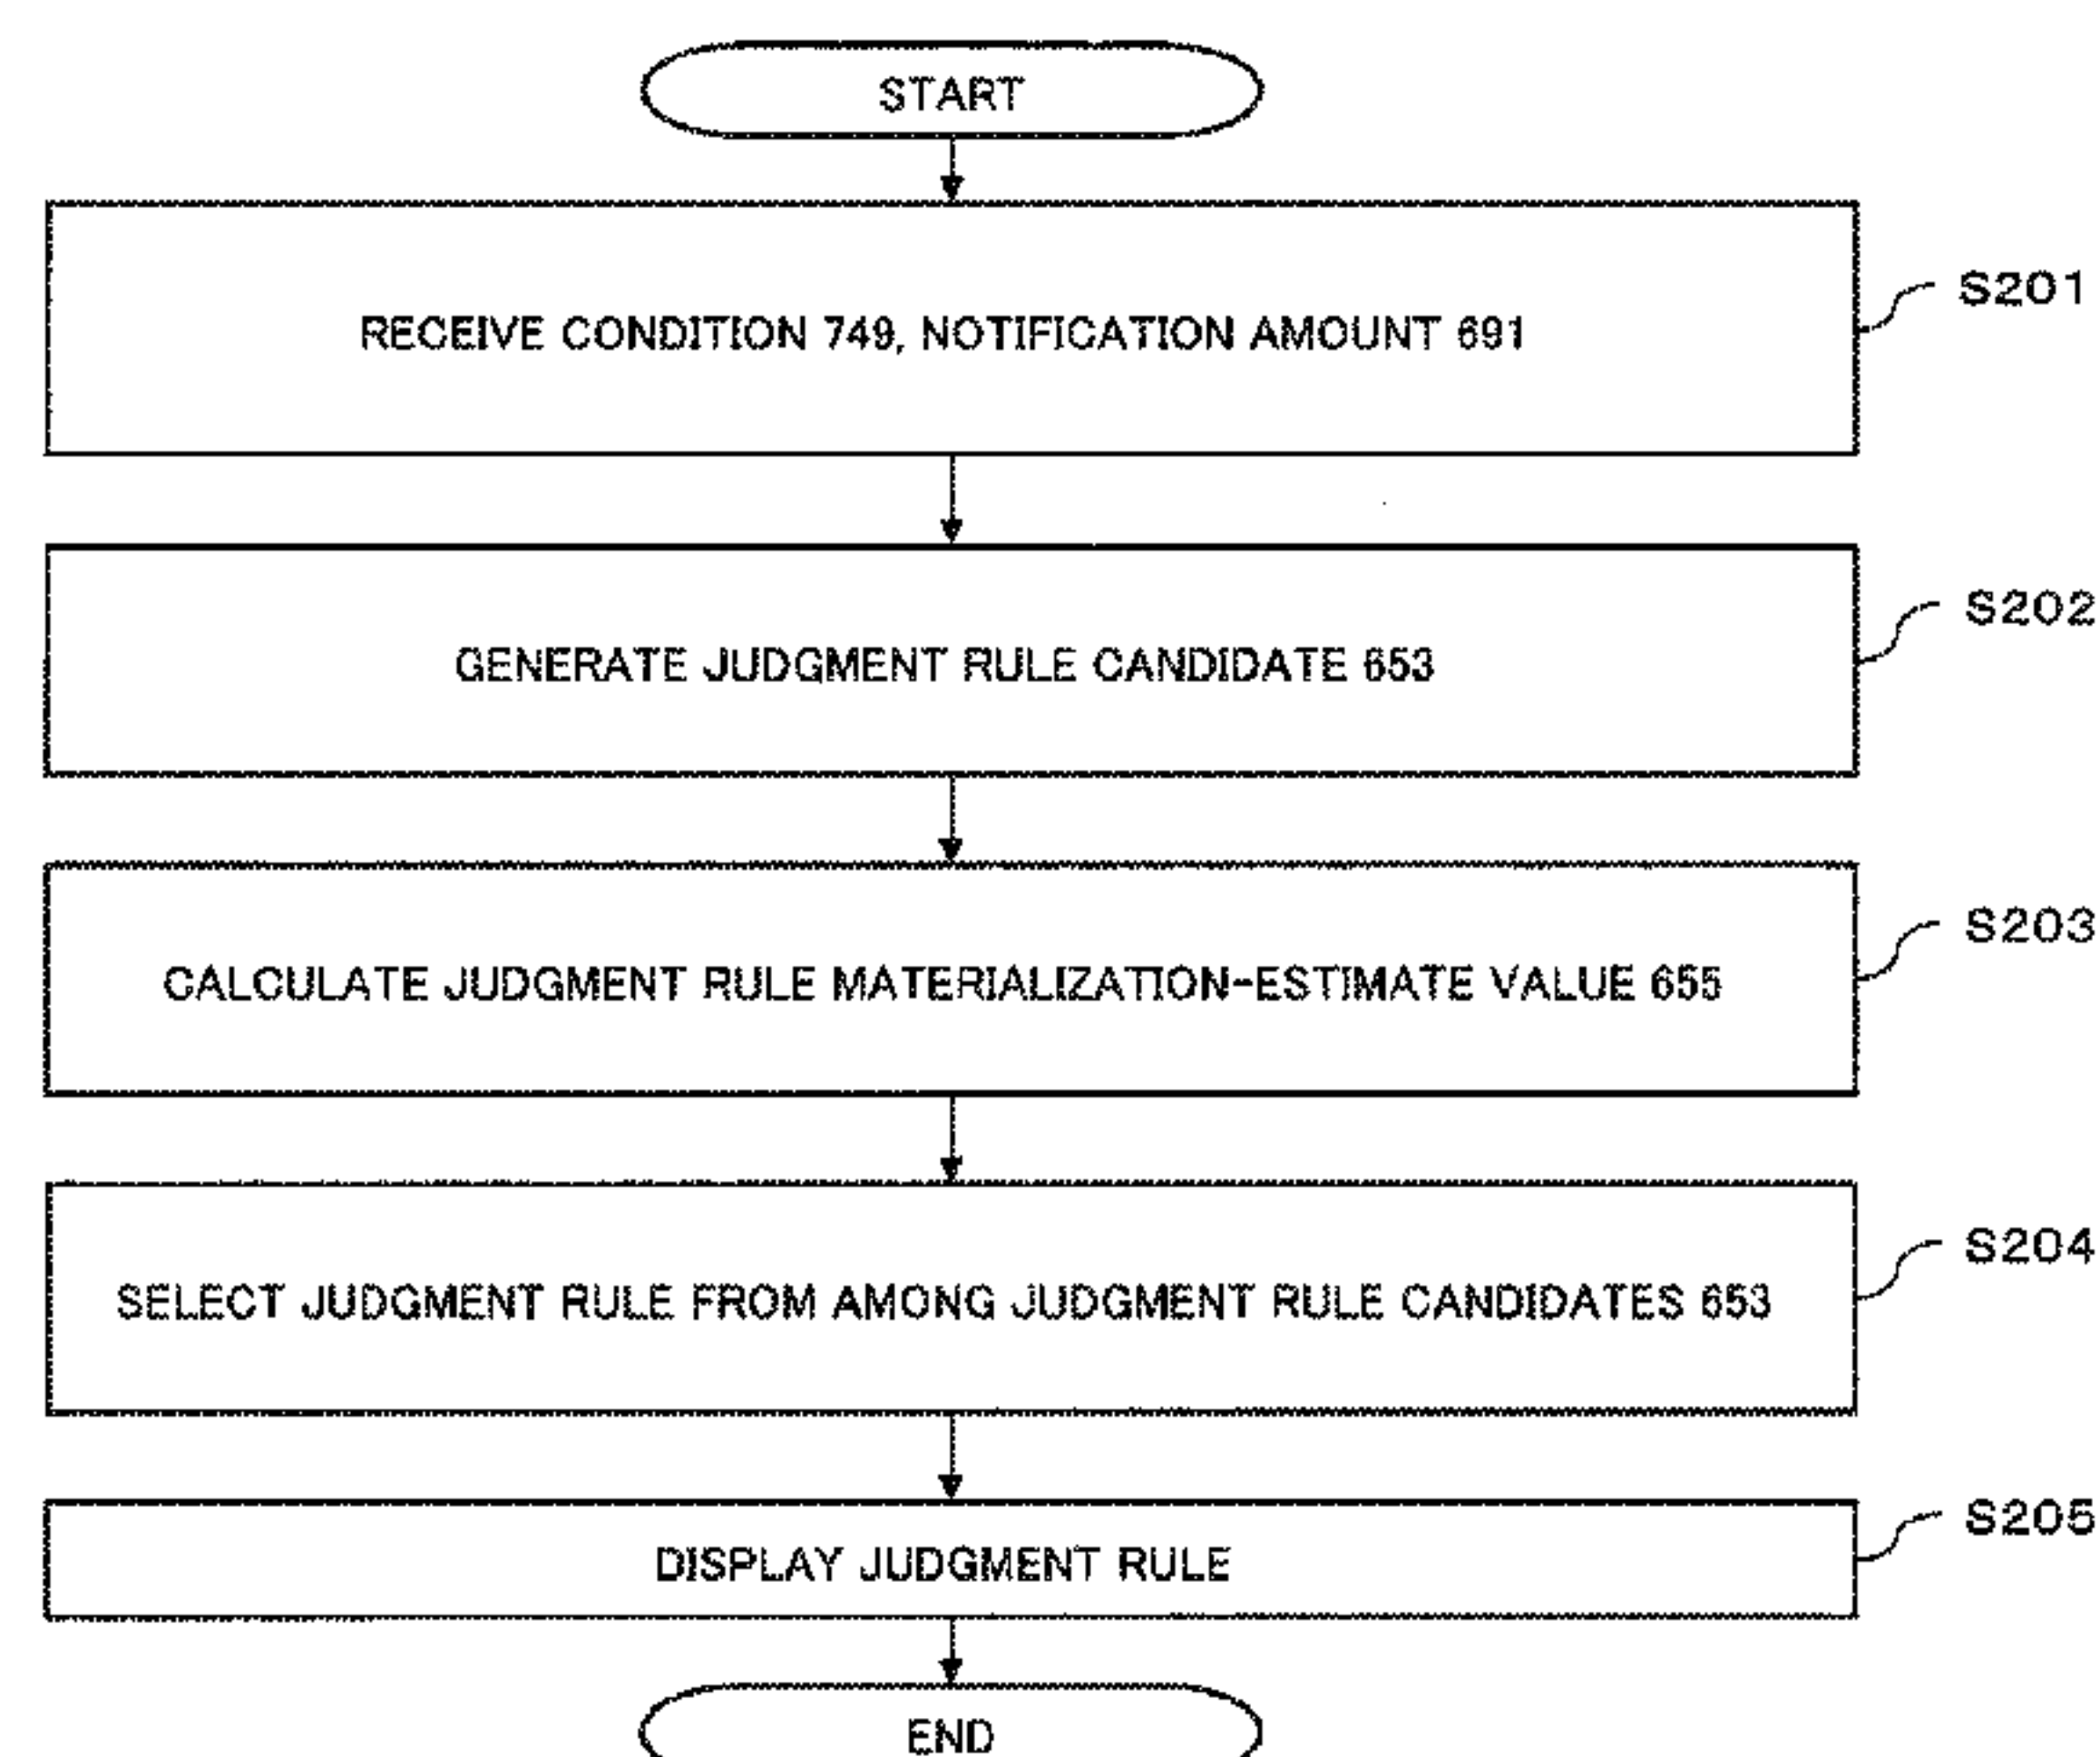 START
RECEIVE CONDITION 749, NOTIFICATION AMOUNT 691
S201
GENERATE JUDGMENT RULE CANDIDATE 653
S202
CALCULATE JUDGMENT RULE MATERIALIZATION-ESTIMATE VALUE 655
S203
SELECT JUDGMENT RULE FROM AMONG JUDGMENT RULE CANDIDATES 653
S204
DISPLAY JUDGMENT RULE
S205
END